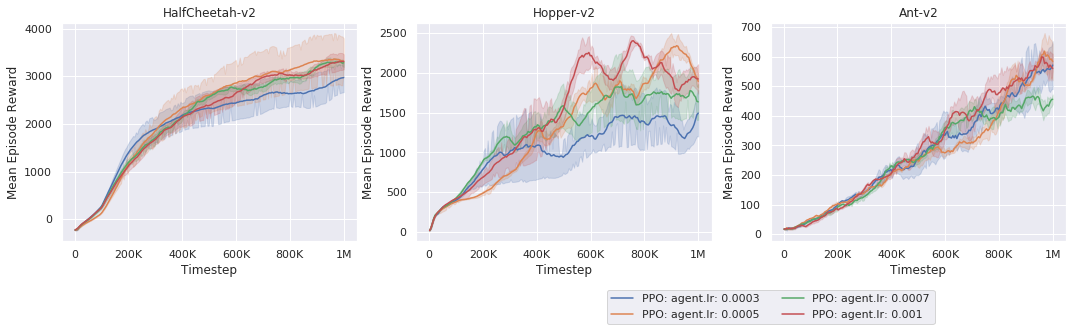 HalfCheetah-v2
Mean Episode Reward
4000
3000
2000
1000
0
0 200K 400K 600K 800K 1M
Timestep
Hopper-v2
Mean Episode Reward
2500
2000
1500
1000
500
0
0 200K 400K 600K 800K 1M
Timestep
Ant-v2
Mean Episode Reward
700
600
500
400
300
200
100
0
0 200K 400K 600K 800K 1M
Timestep
PPO: agent.lr: 0.0003
PPO: agent.lr: 0.0005
PPO: agent.lr: 0.0007
PPO: agent.lr: 0.001